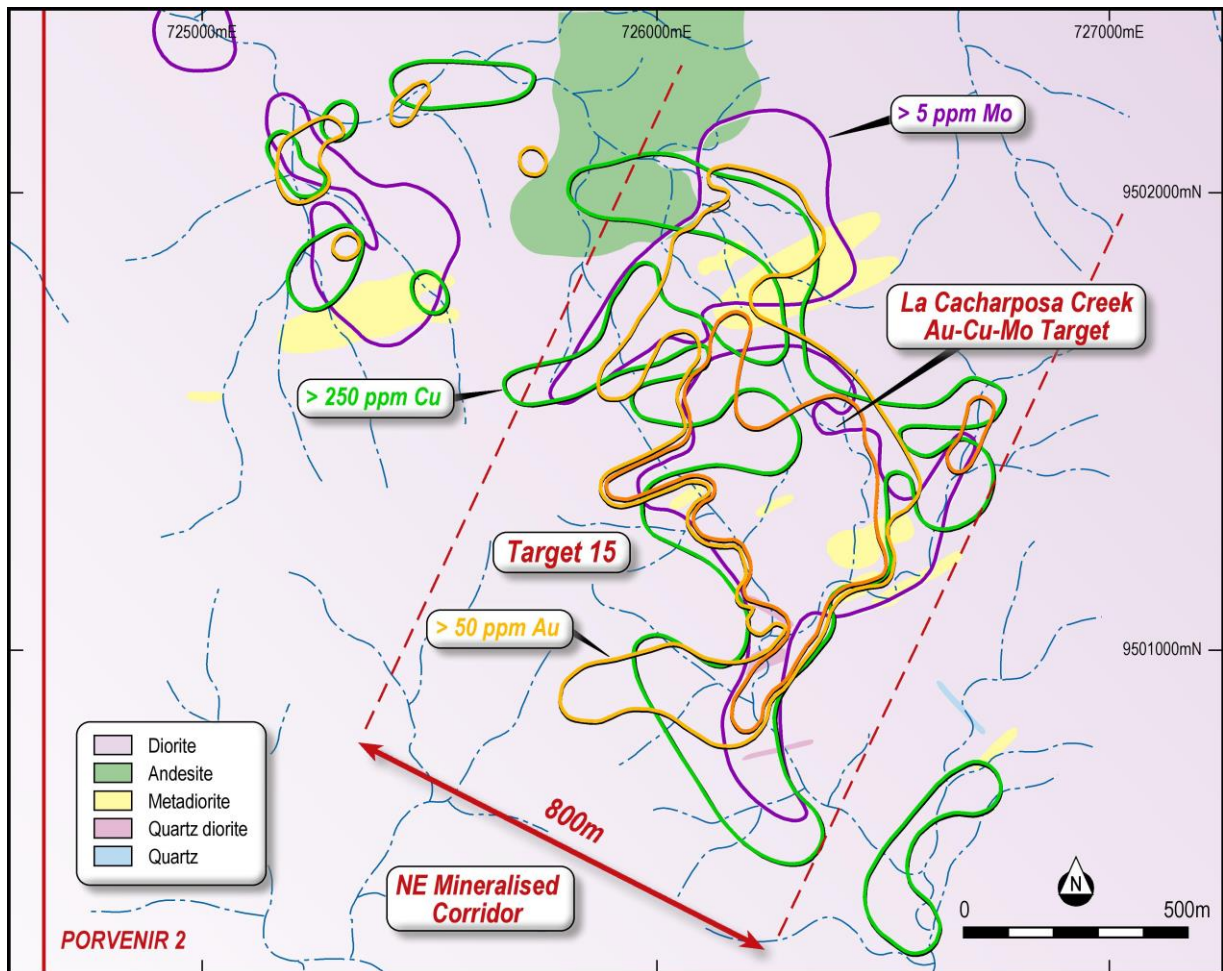 725000mE
726000mE
727000mE
> 5 ppm Mo
9502000mN
La Cacharposa Creek
Au-Cu-Mo Target
> 250 ppm Cu
Target 15
> 50 ppm Au
9501000mN
Diorite
Andesite
Metadiorite
Quartz diorite
Quartz
800m
NE Mineralised
Corridor
N
0 500m
PORVENIR 2